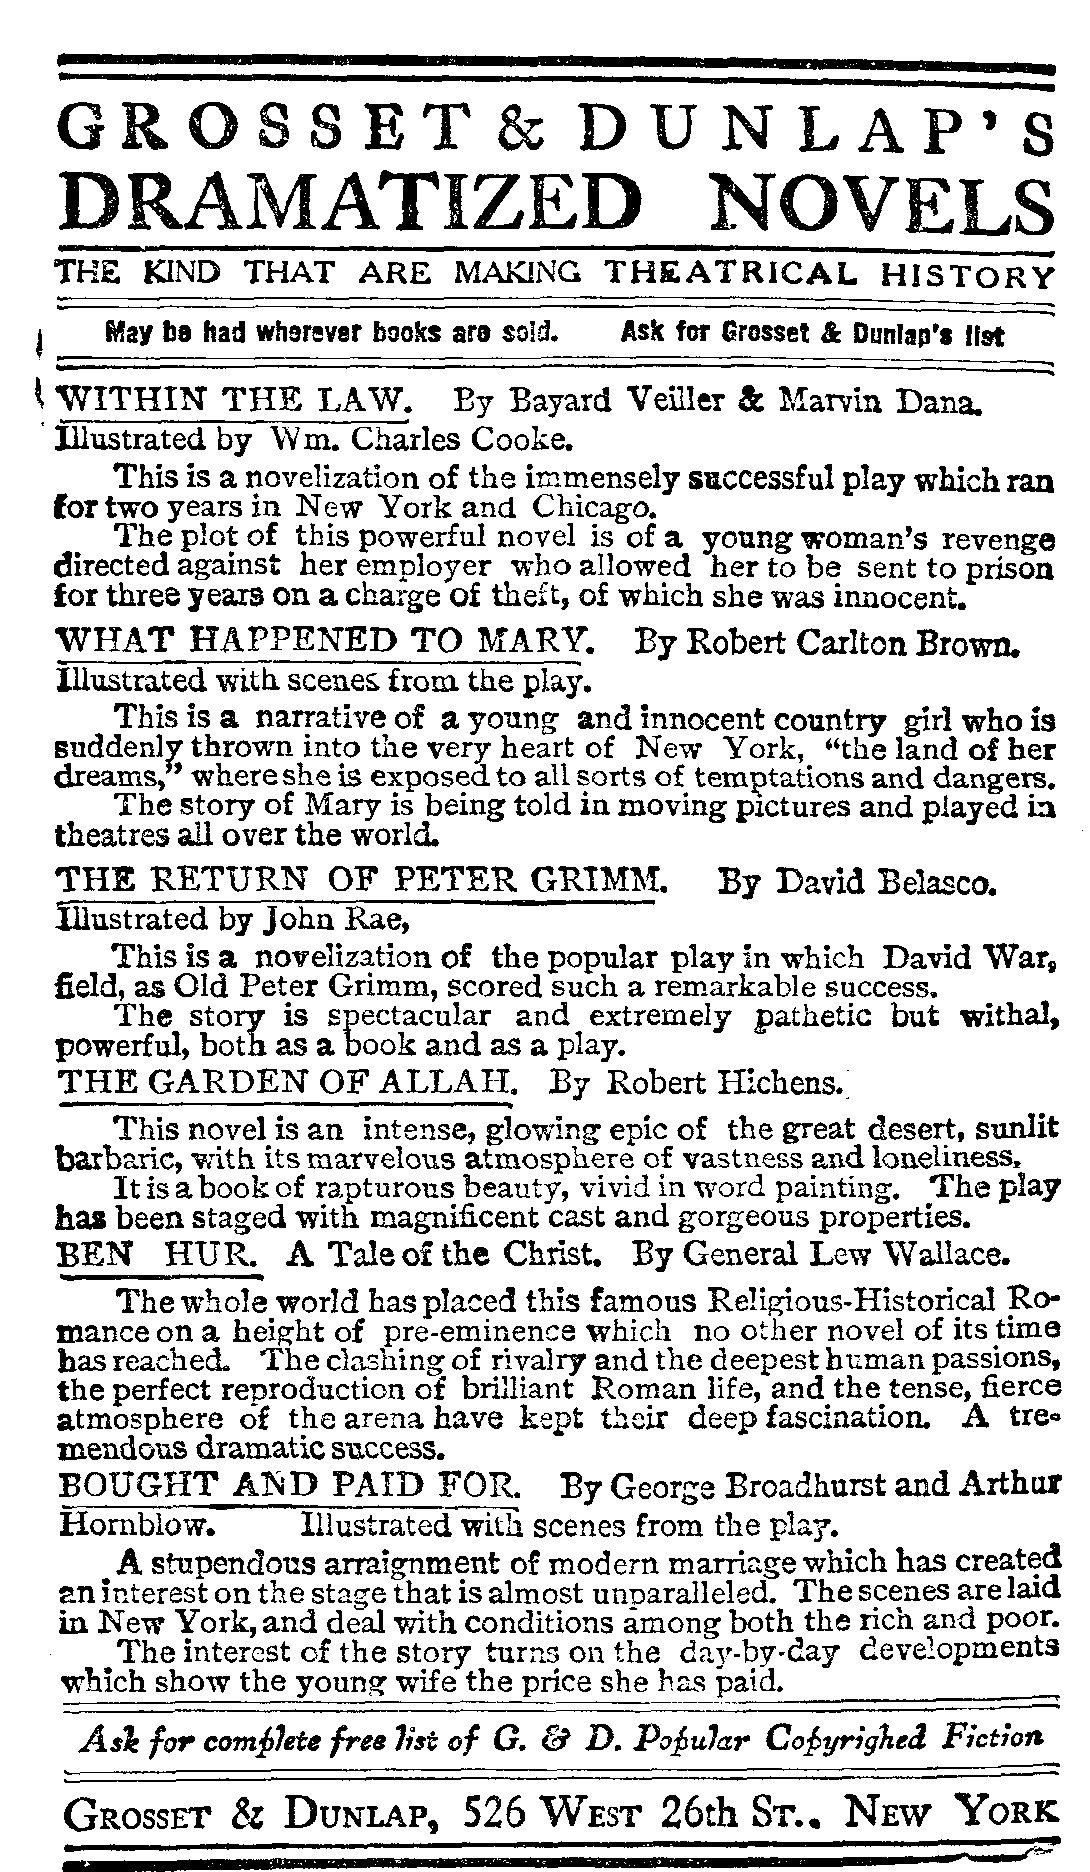 GROSSET & DUNLAP'S
DRAMATIZED NOVELS
THE KIND THAT ARE MAKING THEATRICAL HISTORY
May be had wherever books are sold. Ask for Grosset & Dunlap's list
WITHIN THE LAW. By Bayard Veiller & Marvin Dana.
Illustrated by Wm. Charles Cooke.
This is a novelization of the immensely successful play which ran
for two years in New York and Chicago.
The plot of this powerful novel is of a young woman's revenge
directed against her employer who allowed her to be sent to prison
for three years on a charge of theft, of which she was innocent.
WHAT HAPPENED TO MARY. By Robert Carlton Brown.
Illustrated with scenes from the play.
This is a narrative of a young and innocent country girl who is
suddenly thrown into the very heart of New York, "the land of her
dreams," where she is exposed to all sorts of temptations and dangers.
The story of Mary is being told in moving pictures and played in
theatres all over the world.
THE RETURN OF PETER GRIMM. By David Belasco.
Illustrated by John Rae,
This is a novelization of the popular play in which David War,
field, as Old Peter Grimm, scored such a remarkable success.
The story is spectacular and extremely pathetic but withal,
powerful, both as a book and as a play.
THE GARDEN OF ALLAH. By Robert Hichens.
This novel is an intense, glowing epic of the great desert, sunlit
barbaric, with its marvelous atmosphere of vastness and loneliness.
It is a book of rapturous beauty, vivid in word painting. The play
has been staged with magnificent cast and gorgeous properties.
BEN HUR. A Tale of the Christ. By General Lew Wallace.
The whole world has placed this famous Religious-Historical Ro-
mance on a height of pre-eminence which no other novel of its time
has reached. The clashing of rivalry and the deepest human passions,
the perfect reproduction of brilliant Roman life, and the tense, fierce
atmosphere of the arena have kept their deep fascination. A tre-
mendous dramatic success.
BOUGHT AND PAID FOR. By George Broadhurst and Arthur
Hornblow. Illustrated with scenes from the play.
A stupendous arraignment of modern marriage which has created
an interest on the stage that is almost unparalleled. The scenes are laid
in New York, and deal with conditions among both the rich and poor.
The interest of the story turns on the day-by-day developments
which show the young wife the price she has paid.
Ask for complete free list of G. & D. Popular Copyrighed Fiction
GROSSET & DUNLAP, 526 WEST 26th ST.. NEW YORK